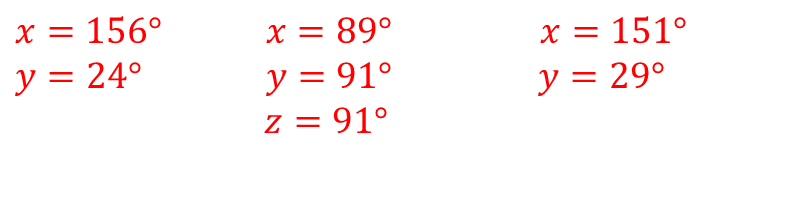 x = 156°
y = 24°
x = 89°
y = 91°
z = 91°
x = 151°
y = 29°